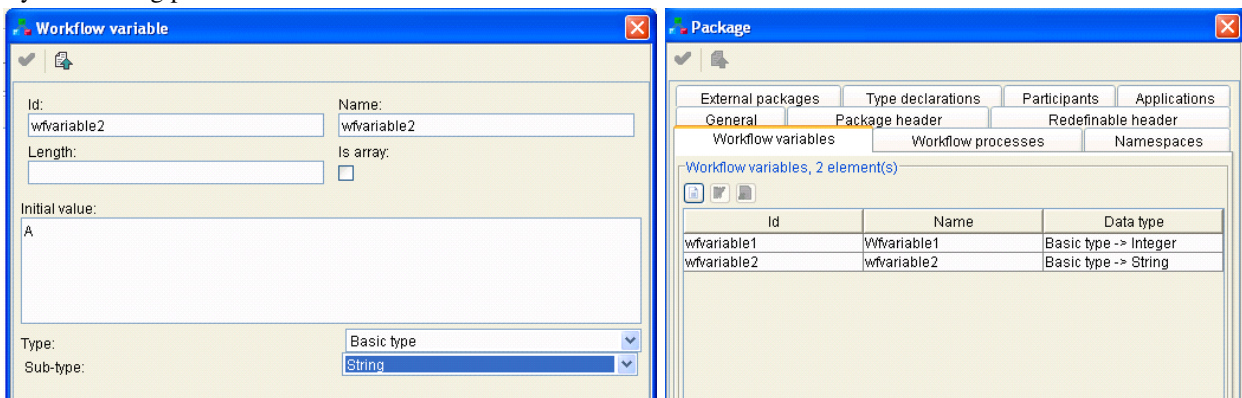 Workflow variable
Id:
Name:
wfvariable2
wfvariable2
Length:
Is array:
Initial value:
A
Type:
Basic type
Sub-type:
String
Package
External packages
Type declarations
Participants
Applications
General
Package header
Redefinable header
Workflow variables
Workflow processes
Namespaces
Workflow variables, 2 element(s)
Id
Name
Data type
wfvariable1
Wfvariable1
Basic type -> Integer
wfvariable2
wfvariable2
Basic type -> String